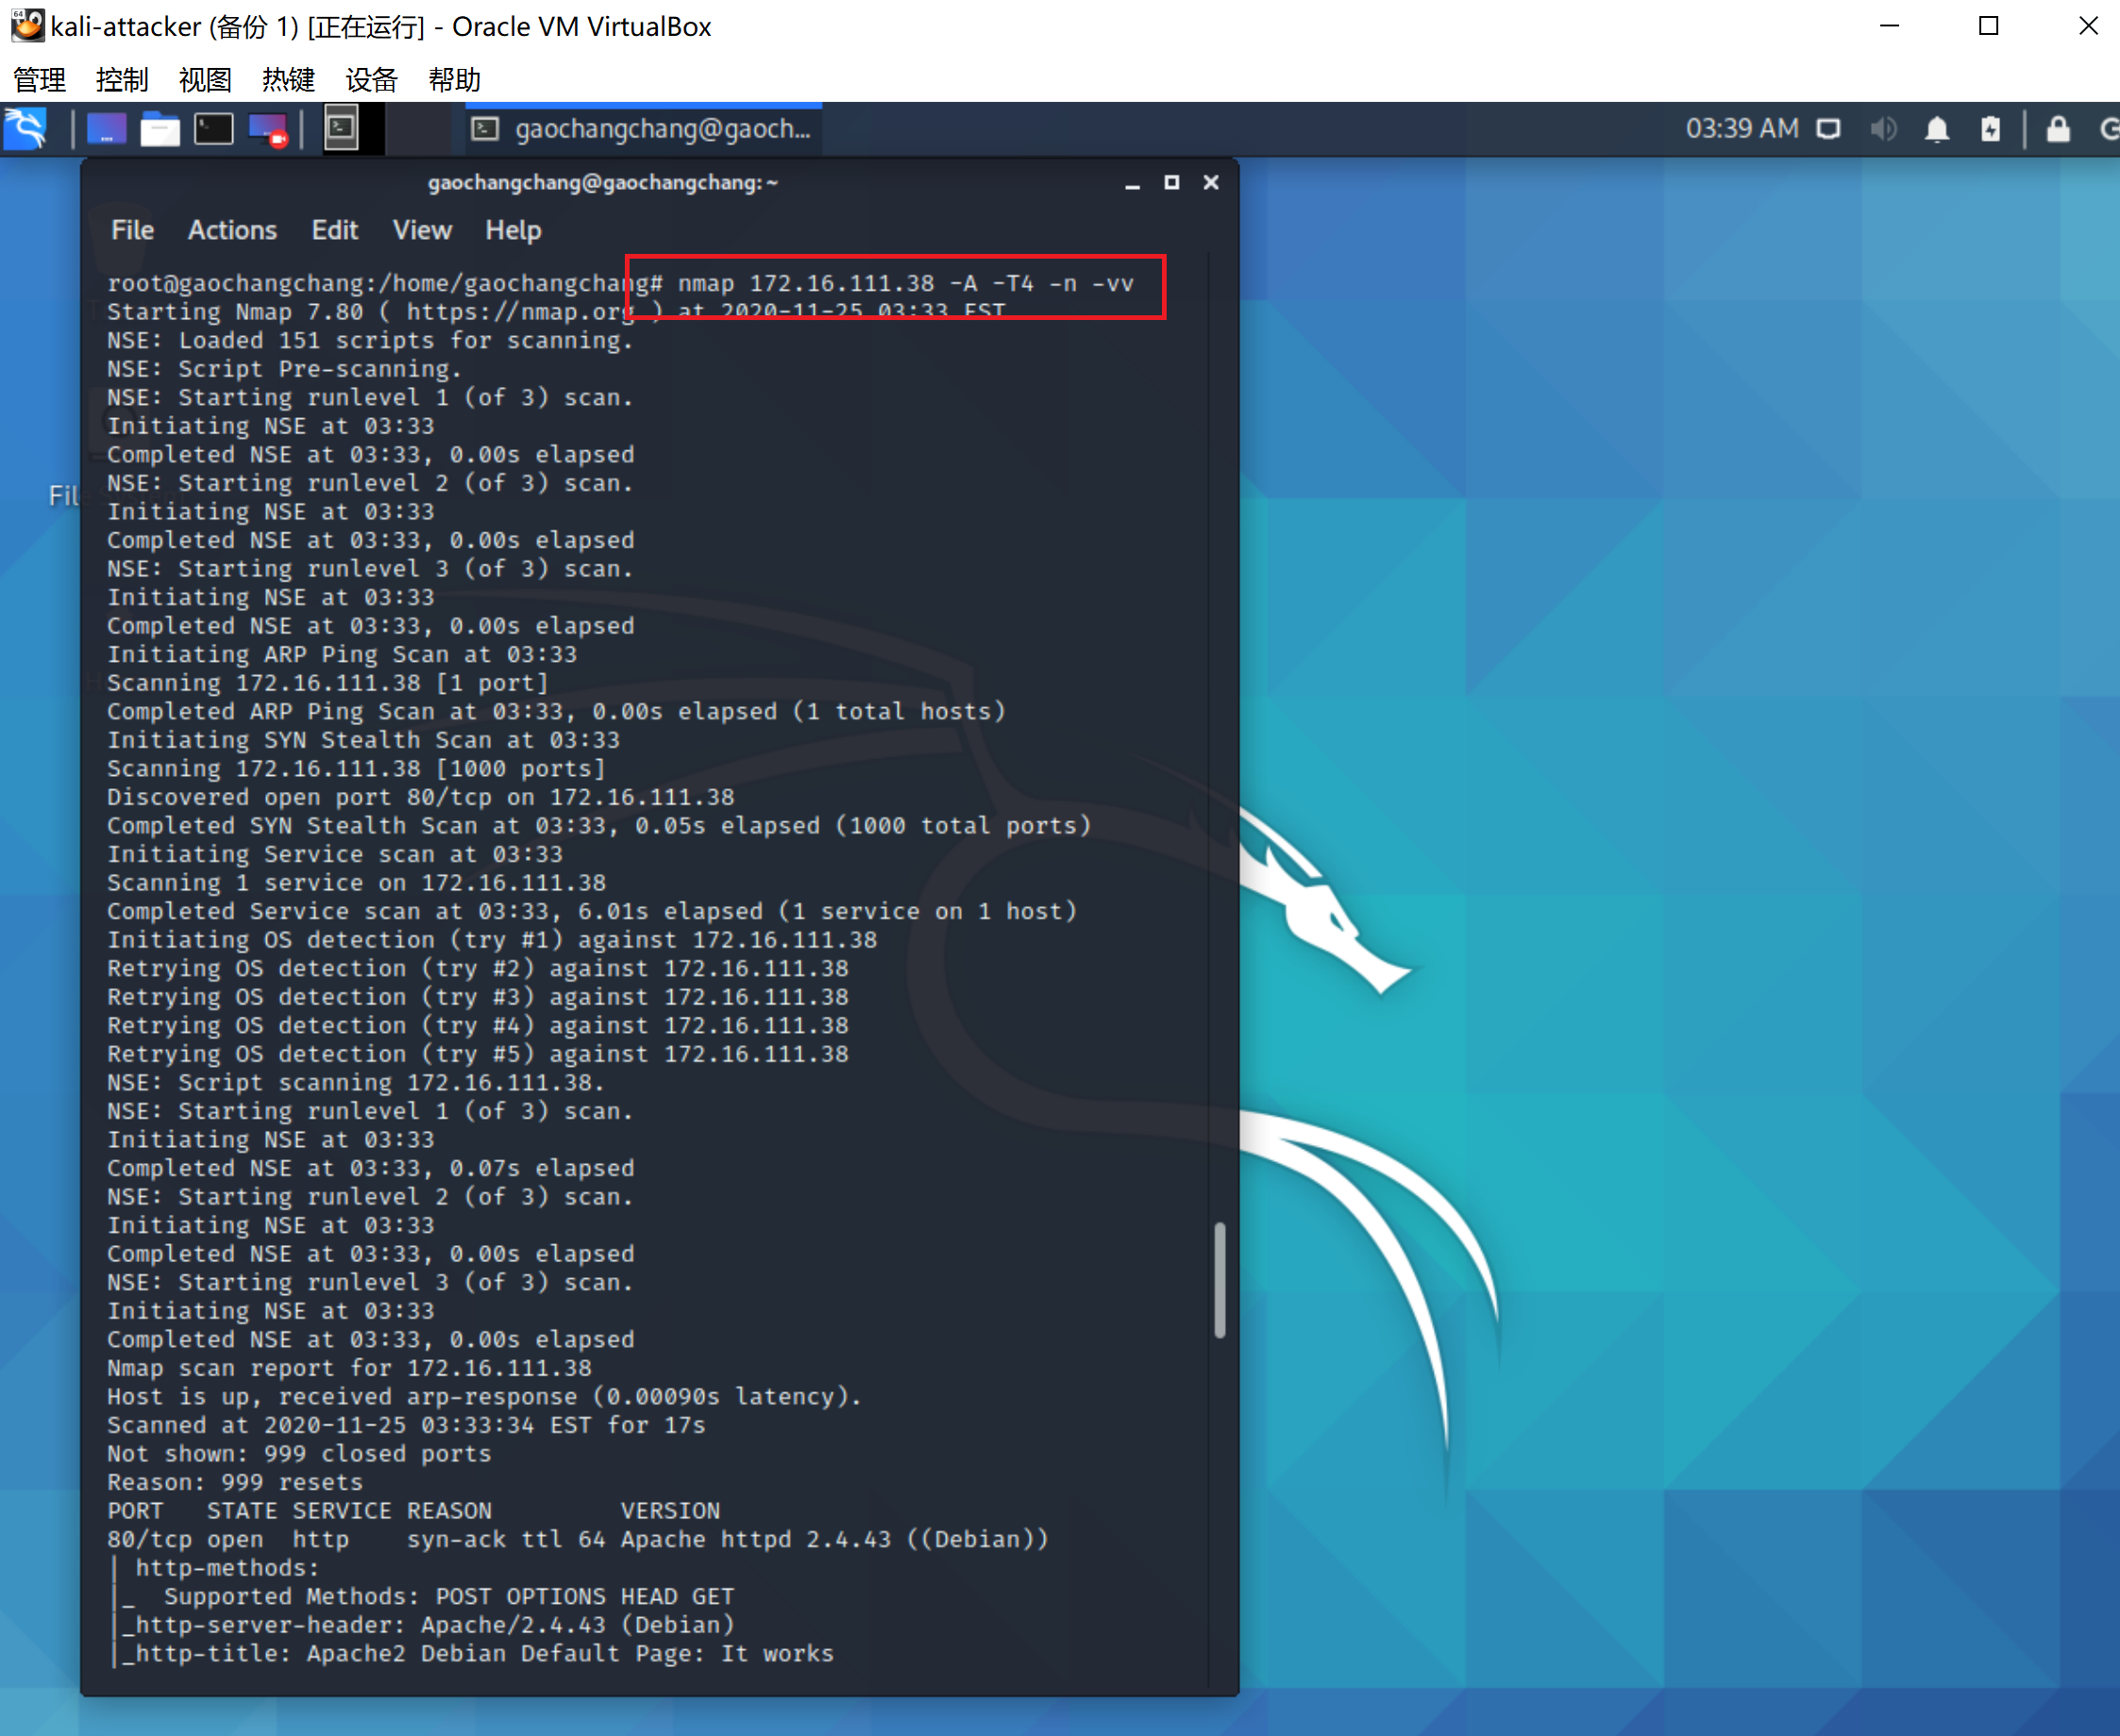 kali-attacker (备份 1) [正在运行] - Oracle VM VirtualBox
管理 控制 视图 热键 设备 帮助
gaochangchang@gaoch...
03:39 AM
gaochangchang@gaochangchang:~
File Actions Edit View Help
root@gaochangchang:/home/gaochangchang# nmap 172.16.111.38 -A -T4 -n -vv
Starting Nmap 7.80 ( https://nmap.org ) at 2020-11-25 03:33 EST
NSE: Loaded 151 scripts for scanning.
NSE: Script Pre-scanning.
NSE: Starting runlevel 1 (of 3) scan.
Initiating NSE at 03:33
Completed NSE at 03:33, 0.00s elapsed
NSE: Starting runlevel 2 (of 3) scan.
Initiating NSE at 03:33
Completed NSE at 03:33, 0.00s elapsed
NSE: Starting runlevel 3 (of 3) scan.
Initiating NSE at 03:33
Completed NSE at 03:33, 0.00s elapsed
Initiating ARP Ping Scan at 03:33
Scanning 172.16.111.38 [1 port]
Completed ARP Ping Scan at 03:33, 0.00s elapsed (1 total hosts)
Initiating SYN Stealth Scan at 03:33
Scanning 172.16.111.38 [1000 ports]
Discovered open port 80/tcp on 172.16.111.38
Completed SYN Stealth Scan at 03:33, 0.05s elapsed (1000 total ports)
Initiating Service scan at 03:33
Scanning 1 service on 172.16.111.38
Completed Service scan at 03:33, 6.01s elapsed (1 service on 1 host)
Initiating OS detection (try #1) against 172.16.111.38
Retrying OS detection (try #2) against 172.16.111.38
Retrying OS detection (try #3) against 172.16.111.38
Retrying OS detection (try #4) against 172.16.111.38
Retrying OS detection (try #5) against 172.16.111.38
NSE: Script scanning 172.16.111.38.
NSE: Starting runlevel 1 (of 3) scan.
Initiating NSE at 03:33
Completed NSE at 03:33, 0.07s elapsed
NSE: Starting runlevel 2 (of 3) scan.
Initiating NSE at 03:33
Completed NSE at 03:33, 0.00s elapsed
NSE: Starting runlevel 3 (of 3) scan.
Initiating NSE at 03:33
Completed NSE at 03:33, 0.00s elapsed
Nmap scan report for 172.16.111.38
Host is up, received arp-response (0.00090s latency).
Scanned at 2020-11-25 03:33:34 EST for 17s
Not shown: 999 closed ports
Reason: 999 resets
PORT STATE SERVICE REASON VERSION
80/tcp open http syn-ack ttl 64 Apache httpd 2.4.43 ((Debian))
| http-methods:
|_ Supported Methods: POST OPTIONS HEAD GET
|_http-server-header: Apache/2.4.43 (Debian)
|_http-title: Apache2 Debian Default Page: It works